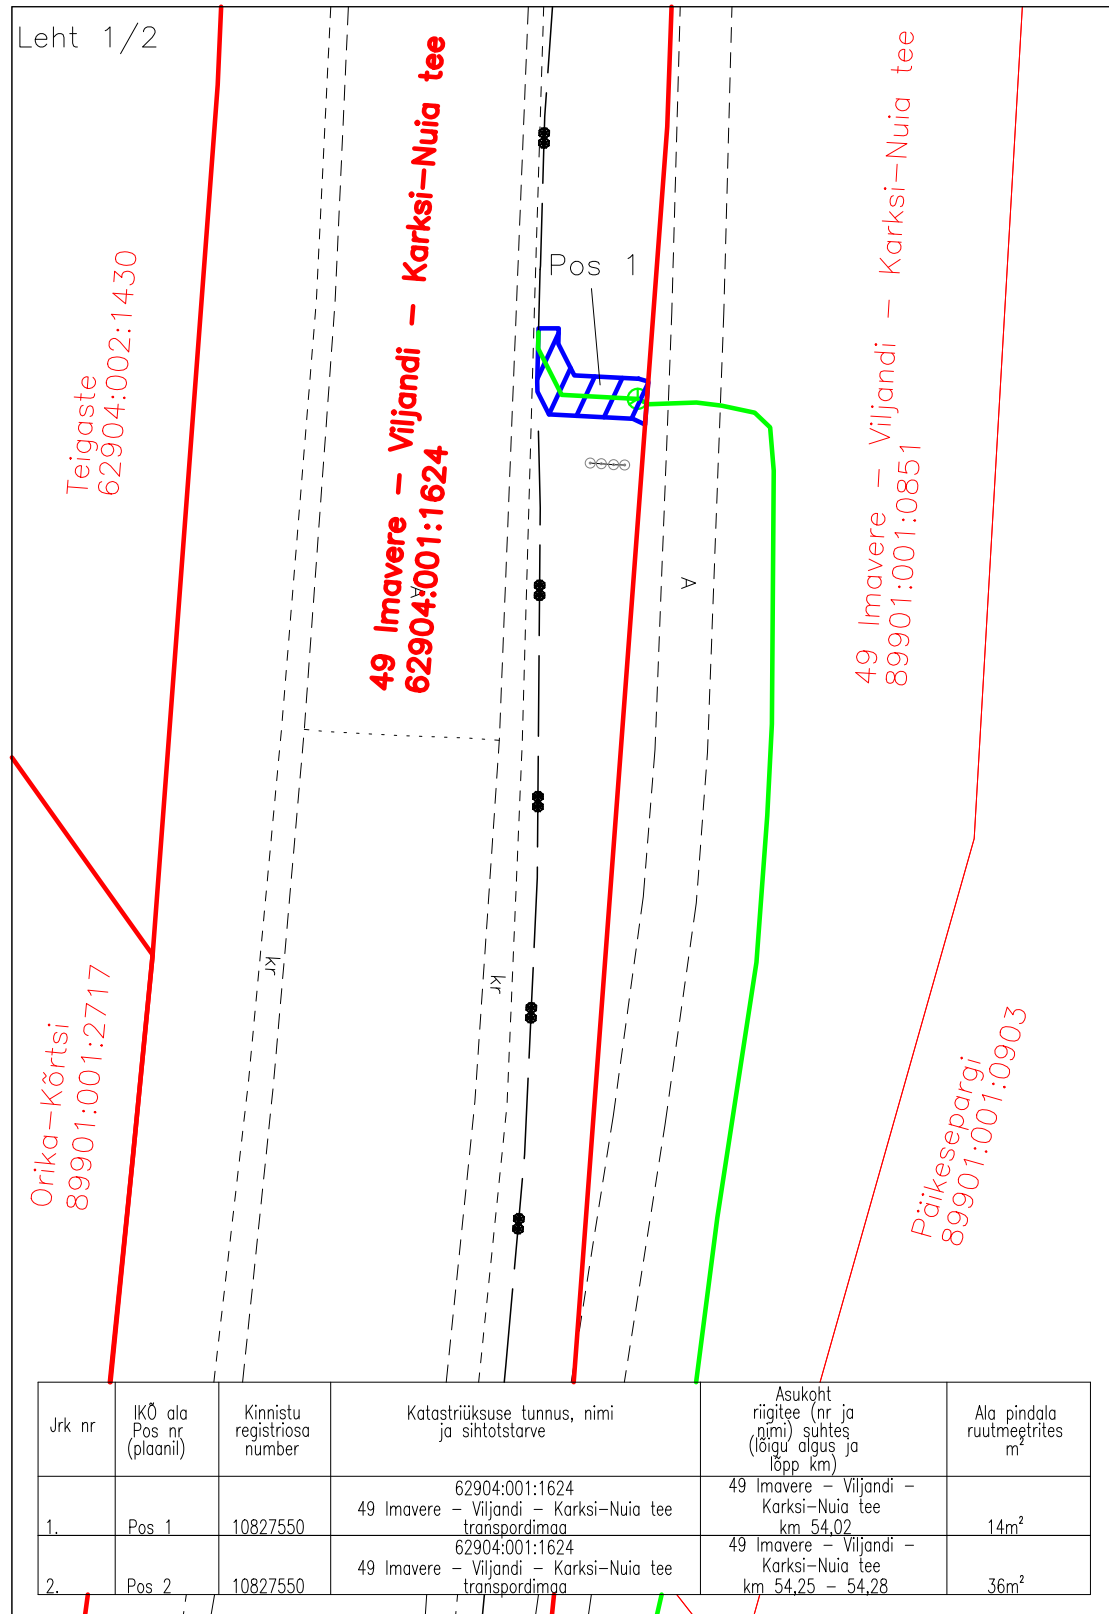 Leht 1/2
49 Imavere – Viljandi – Karksi–Nuia tee
62904:001:1624
49 Imavere – Viljandi – Karksi–Nuia tee
89901:001:0851
Teigaste
62904:002:1430
Pos 1
A
A
kr
kr
Orika–Kõrtsi
89901:001:2717
Päikesepargi
89901:001:0903
Jrk nr
IKÕ ala
Pos nr
(plaanil)
Kinnistu
registriosa
number
Katastriüksuse tunnus, nimi
ja sihtotstarve
Asukoht
riigitee (nr ja
nimi) suhtes
(lõigu algus ja
lõpp km)
Ala pindala
ruutmeetrites
m²
1.
Pos 1
10827550
62904:001:1624
49 Imavere – Viljandi – Karksi–Nuia tee
transpordimaa
49 Imavere – Viljandi –
Karksi–Nuia tee
km 54,02
14m²
2.
Pos 2
10827550
62904:001:1624
49 Imavere – Viljandi – Karksi–Nuia tee
transpordimaa
49 Imavere – Viljandi –
Karksi–Nuia tee
km 54,25 – 54,28
36m²